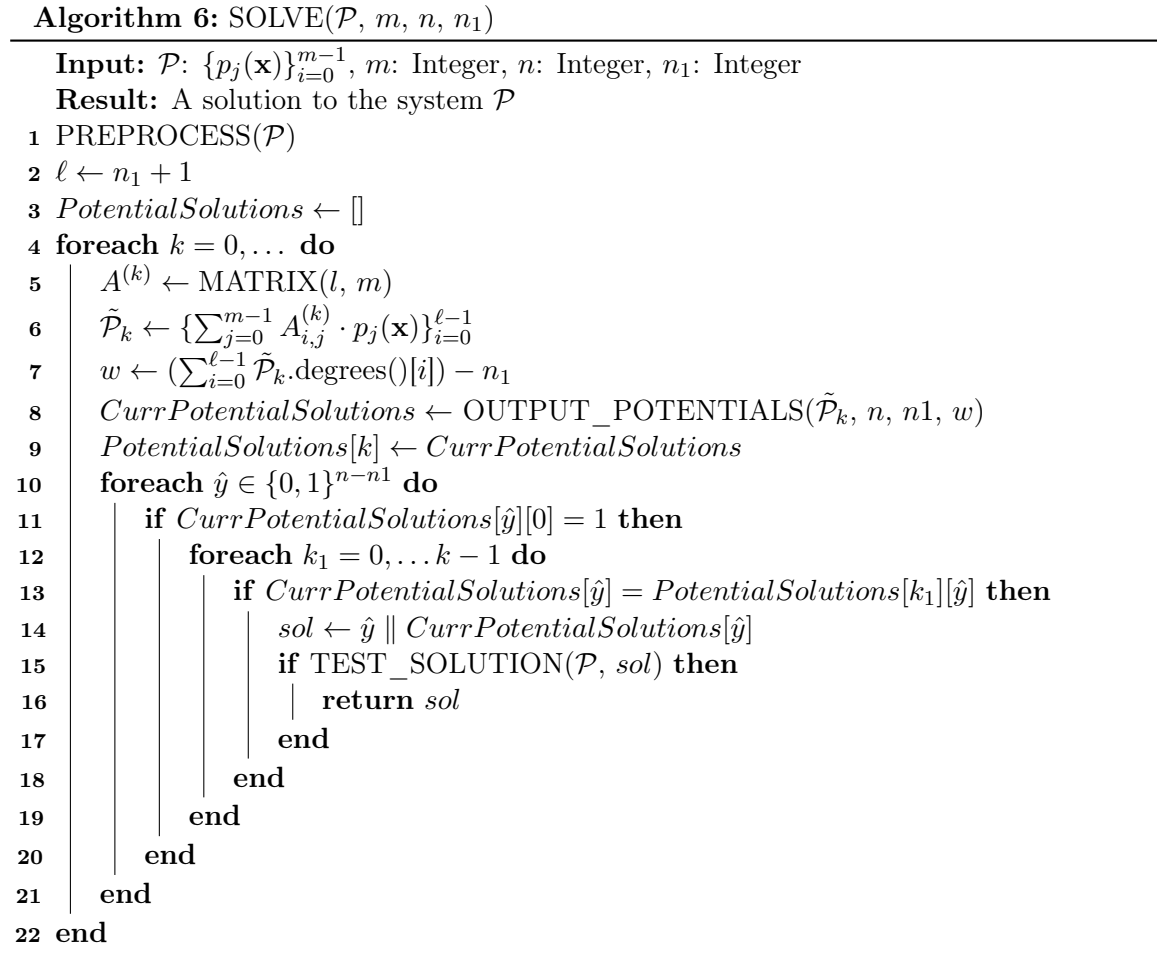 Algorithm 6: SOLVE(𝒫, m, n, n₁)
Input: 𝒫: {p_j(𝐱)}_{i=0}^{m−1}, m: Integer, n: Integer, n₁: Integer
Result: A solution to the system 𝒫
1 PREPROCESS(𝒫)
2 ℓ ← n₁ + 1
3 PotentialSolutions ← []
4 foreach k = 0, . . . do
5 A^{(k)} ← MATRIX(l, m)
6 𝒫̃_k ← {∑_{j=0}^{m−1} A_{i,j}^{(k)} · p_j(𝐱)}_{i=0}^{ℓ−1}
7 w ← (∑_{i=0}^{ℓ−1} 𝒫̃_k.degrees()[i]) − n₁
8 CurrPotentialSolutions ← OUTPUT_POTENTIALS(𝒫̃_k, n, n1, w)
9 PotentialSolutions[k] ← CurrPotentialSolutions
10 foreach ŷ ∈ {0, 1}^{n−n1} do
11 if CurrPotentialSolutions[ŷ][0] = 1 then
12 foreach k₁ = 0, . . . k − 1 do
13 if CurrPotentialSolutions[ŷ] = PotentialSolutions[k₁][ŷ] then
14 sol ← ŷ ∥ CurrPotentialSolutions[ŷ]
15 if TEST_SOLUTION(𝒫, sol) then
16 return sol
17 end
18 end
19 end
20 end
21 end
22 end